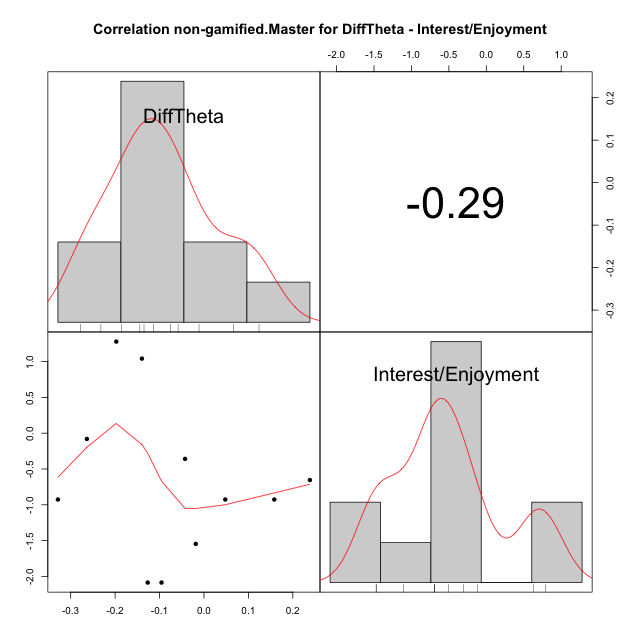 Correlation non-gamified.Master for DiffTheta - Interest/Enjoyment
-2.0 -1.5 -1.0 -0.5 0.0 0.5 1.0
DiffTheta
-0.29
0.2
0.1
0.0
-0.1
-0.2
-0.3
1.0
0.5
0.0
-0.5
-1.0
-1.5
-2.0
Interest/Enjoyment
-0.3 -0.2 -0.1 0.0 0.1 0.2